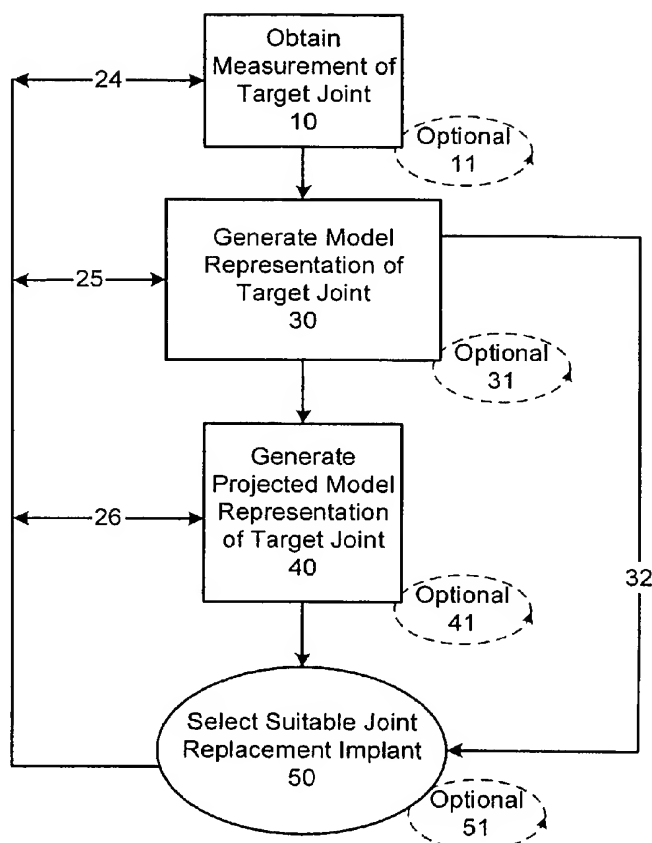 Obtain
Measurement of
Target Joint
10
24
Optional
11
Generate Model
Representation of
Target Joint
30
25
Optional
31
Generate
Projected Model
Representation
of Target Joint
40
26
32
Optional
41
Select Suitable Joint
Replacement Implant
50
Optional
51